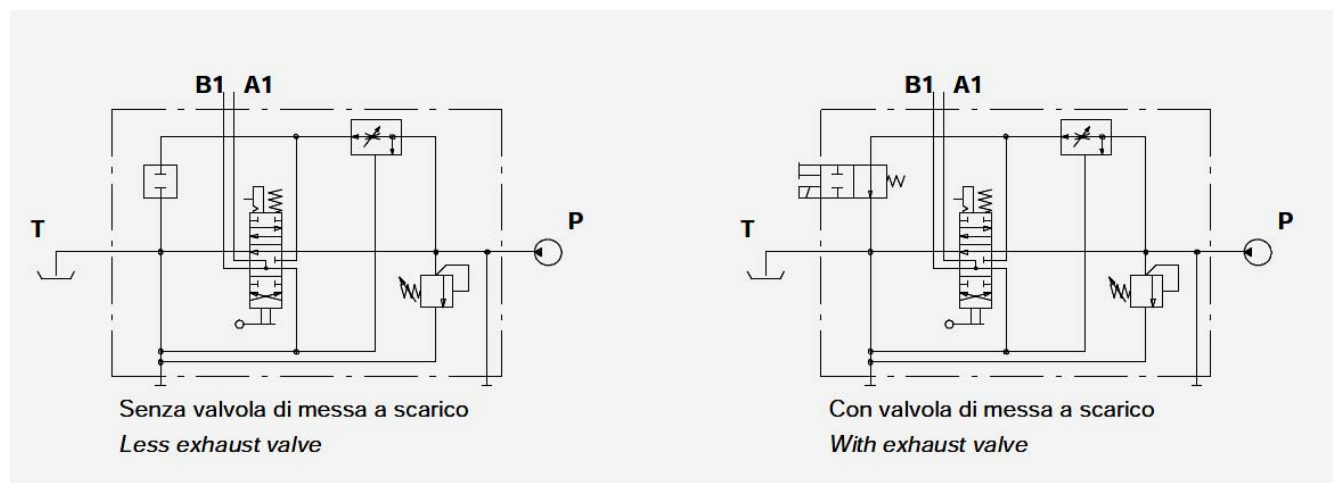 B1 A1
T
P
Senza valvola di messa a scarico
Less exhaust valve
B1 A1
T
P
Con valvola di messa a scarico
With exhaust valve